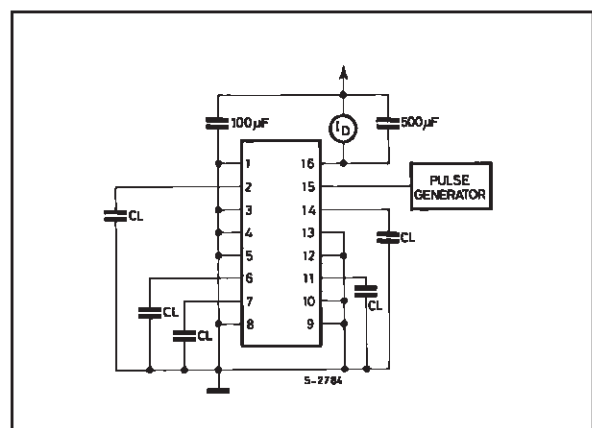 100µF
I_D
500µF
1 16
2 15
3 14
4 13
5 12
6 11
7 10
8 9
PULSE
GENERATOR
CL
CL
CL
CL
CL
S-2784